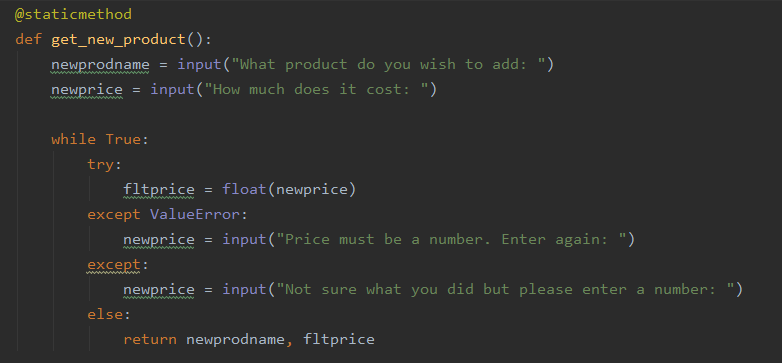 @staticmethod
def get_new_product():
    newprodname = input("What product do you wish to add: ")
    newprice = input("How much does it cost: ")

    while True:
        try:
            fltprice = float(newprice)
        except ValueError:
            newprice = input("Price must be a number. Enter again: ")
        except:
            newprice = input("Not sure what you did but please enter a number: ")
        else:
            return newprodname, fltprice